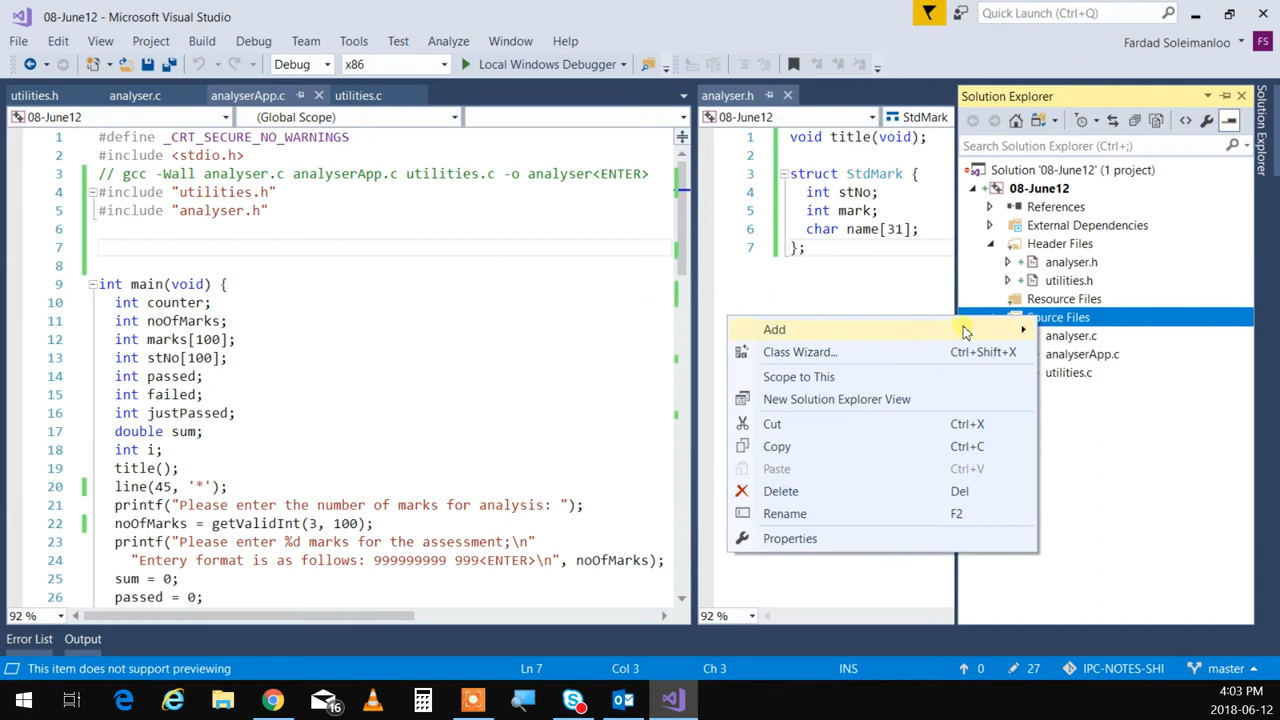 08-June12 - Microsoft Visual Studio
Quick Launch (Ctrl+Q)
File Edit View Project Build Debug Team Tools Test Analyze Window Help
Fardad Soleimanloo FS
Debug x86 Local Windows Debugger
utilities.h analyser.c analyserApp.c utilities.c
08-June12 (Global Scope)
1 #define _CRT_SECURE_NO_WARNINGS
2 #include <stdio.h>
3 // gcc -Wall analyser.c analyserApp.c utilities.c -o analyser<ENTER>
4 #include "utilities.h"
5 #include "analyser.h"
6
7
8
9 int main(void) {
10 int counter;
11 int noOfMarks;
12 int marks[100];
13 int stNo[100];
14 int passed;
15 int failed;
16 int justPassed;
17 double sum;
18 int i;
19 title();
20 line(45, '*');
21 printf("Please enter the number of marks for analysis: ");
22 noOfMarks = getValidInt(3, 100);
23 printf("Please enter %d marks for the assessment;\n"
24 "Entery format is as follows: 999999999 999<ENTER>\n", noOfMarks);
25 sum = 0;
26 passed = 0;
92 %
analyser.h
08-June12 StdMark
1 void title(void);
2
3 struct StdMark {
4 int stNo;
5 int mark;
6 char name[31];
7 };
92 %
Solution Explorer
Search Solution Explorer (Ctrl+;)
Solution '08-June12' (1 project)
08-June12
References
External Dependencies
Header Files
analyser.h
utilities.h
Resource Files
Source Files
analyser.c
analyserApp.c
utilities.c
Solution Explorer
Add
Class Wizard... Ctrl+Shift+X
Scope to This
New Solution Explorer View
Cut Ctrl+X
Copy Ctrl+C
Paste Ctrl+V
Delete Del
Rename F2
Properties
Error List Output
This item does not support previewing Ln 7 Col 3 Ch 3 INS 0 27 IPC-NOTES-SHI master
16
4:03 PM
2018-06-12